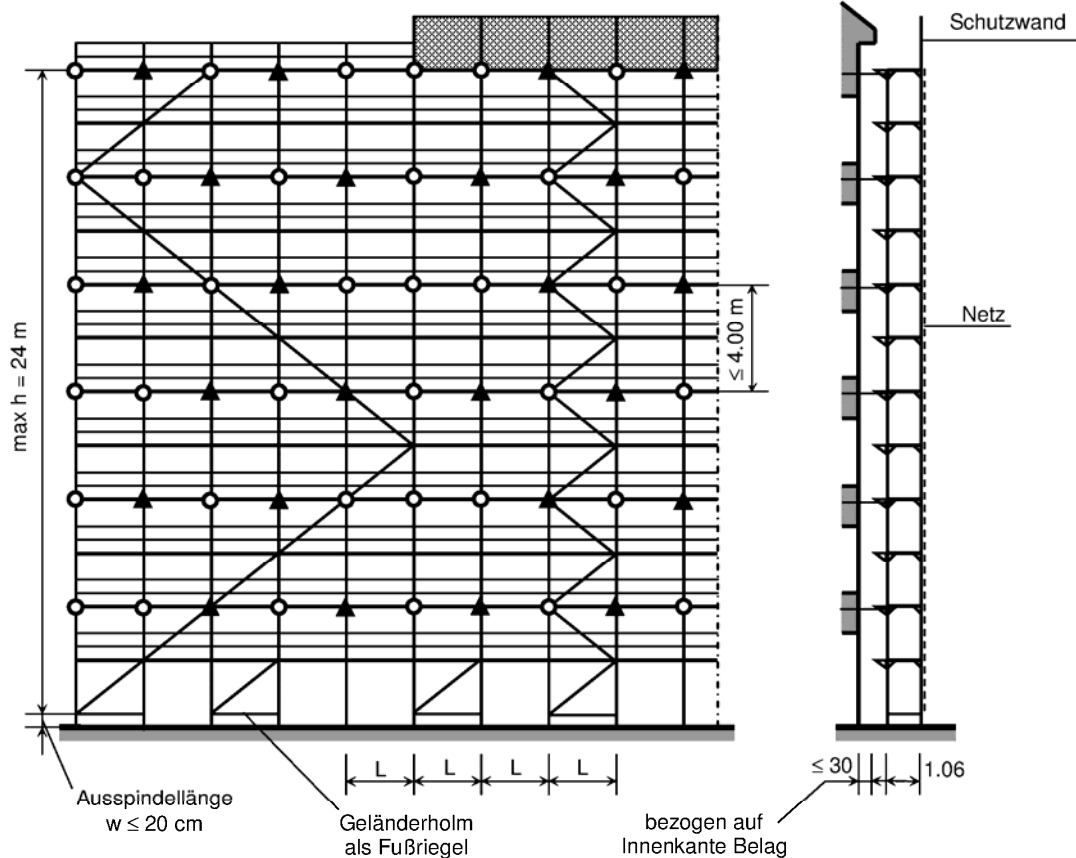 Schutzwand
max h = 24 m
≤ 4.00 m
Netz
L L L L
≤ 30
1.06
Ausspindellänge
w ≤ 20 cm
Geländerholm
als Fußriegel
bezogen auf
Innenkante Belag